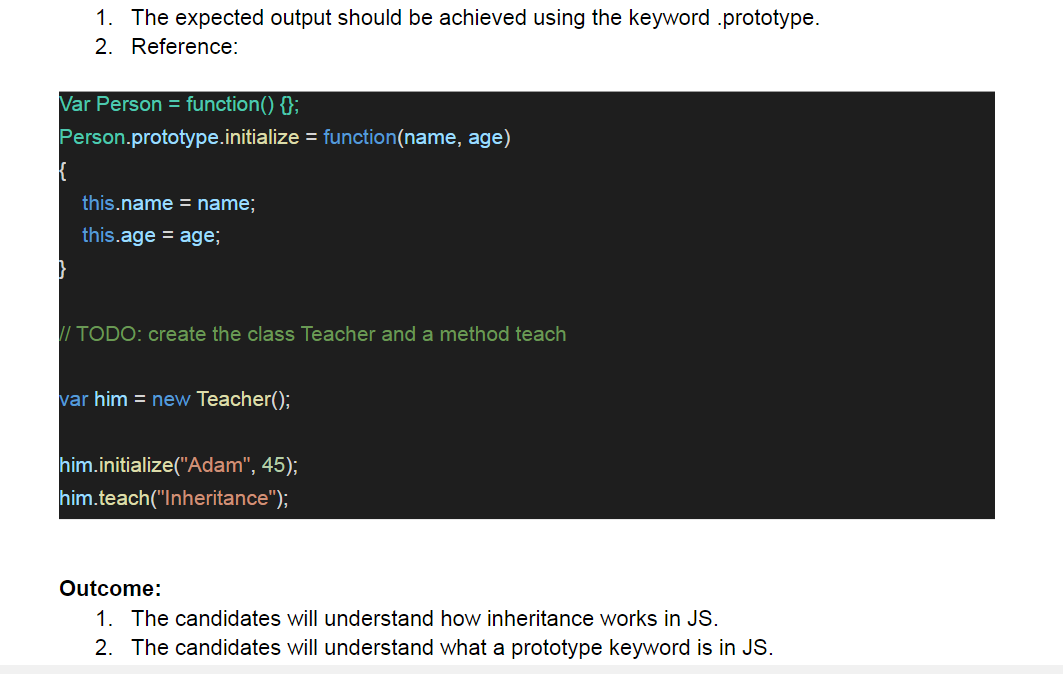 1. The expected output should be achieved using the keyword .prototype.
2. Reference:
Var Person = function() {};
Person.prototype.initialize = function(name, age)
{
this.name = name;
this.age = age;
}
// TODO: create the class Teacher and a method teach
var him = new Teacher();
him.initialize("Adam", 45);
him.teach("Inheritance");
Outcome:
1. The candidates will understand how inheritance works in JS.
2. The candidates will understand what a prototype keyword is in JS.